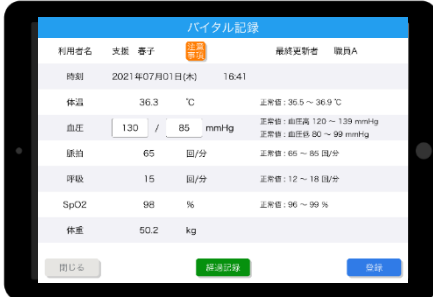 バイタル記録
利用者名 支援 春子 注意事項 最終更新者 職員A
時刻 2021年07月01日(木) 16:41
体温 36.3 ℃ 正常値：36.5 ～ 36.9 ℃
血圧 130 / 85 mmHg 正常値：血圧高 120 ～ 139 mmHg
正常値：血圧低 80 ～ 99 mmHg
脈拍 65 回/分 正常値：65 ～ 85 回/分
呼吸 15 回/分 正常値：12 ～ 18 回/分
SpO2 98 % 正常値：96 ～ 99 %
体重 50.2 kg
閉じる 経過記録 登録